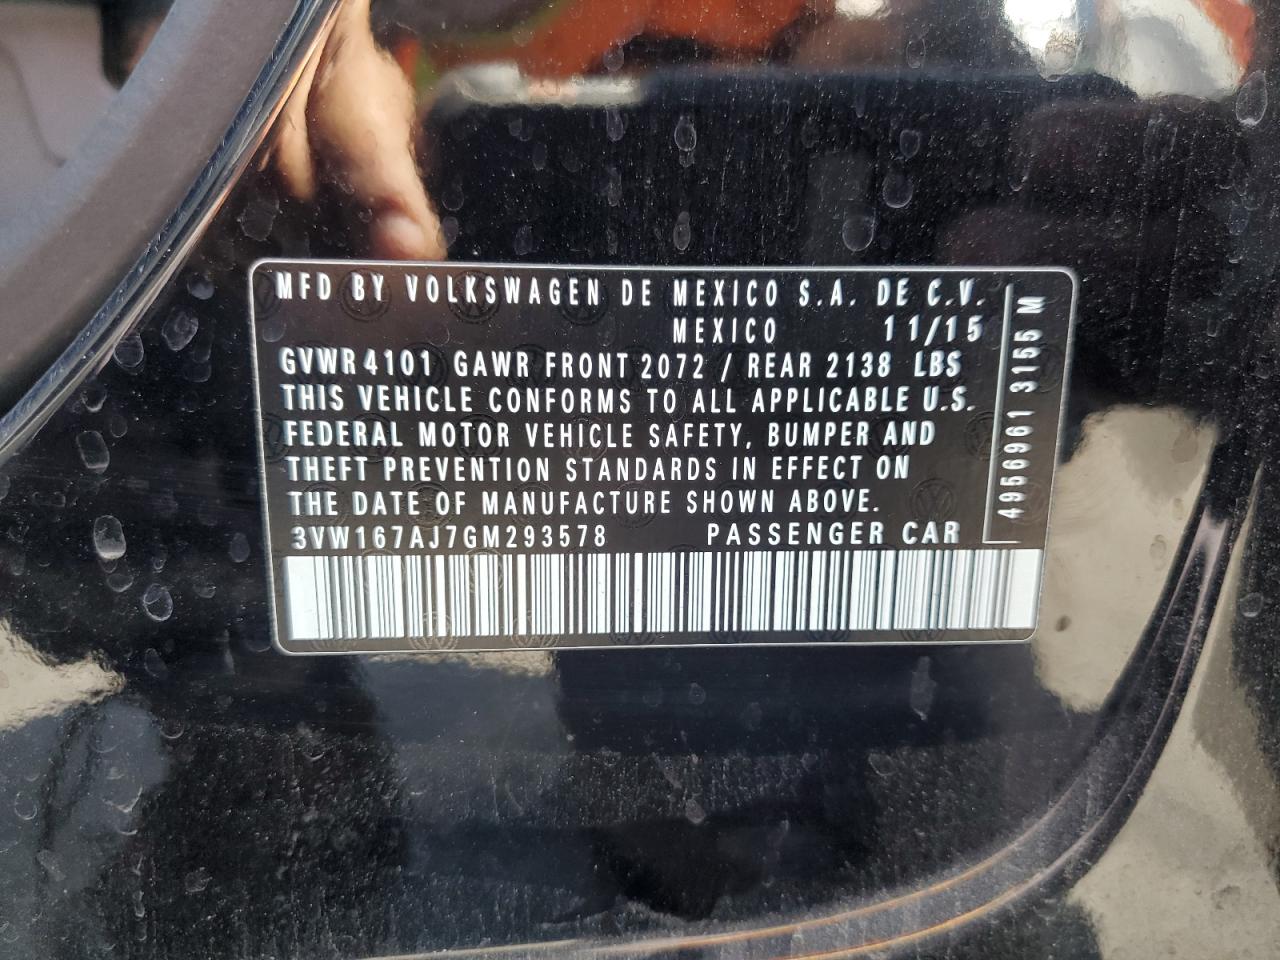 MFD BY VOLKSWAGEN DE MEXICO S.A. DE C.V.
MEXICO 11/15
GVWR 4101 GAWR FRONT 2072 / REAR 2138 LBS
THIS VEHICLE CONFORMS TO ALL APPLICABLE U.S.
FEDERAL MOTOR VEHICLE SAFETY, BUMPER AND
THEFT PREVENTION STANDARDS IN EFFECT ON
THE DATE OF MANUFACTURE SHOWN ABOVE.
3VW167AJ7GM293578 PASSENGER CAR
4956961 3155 M